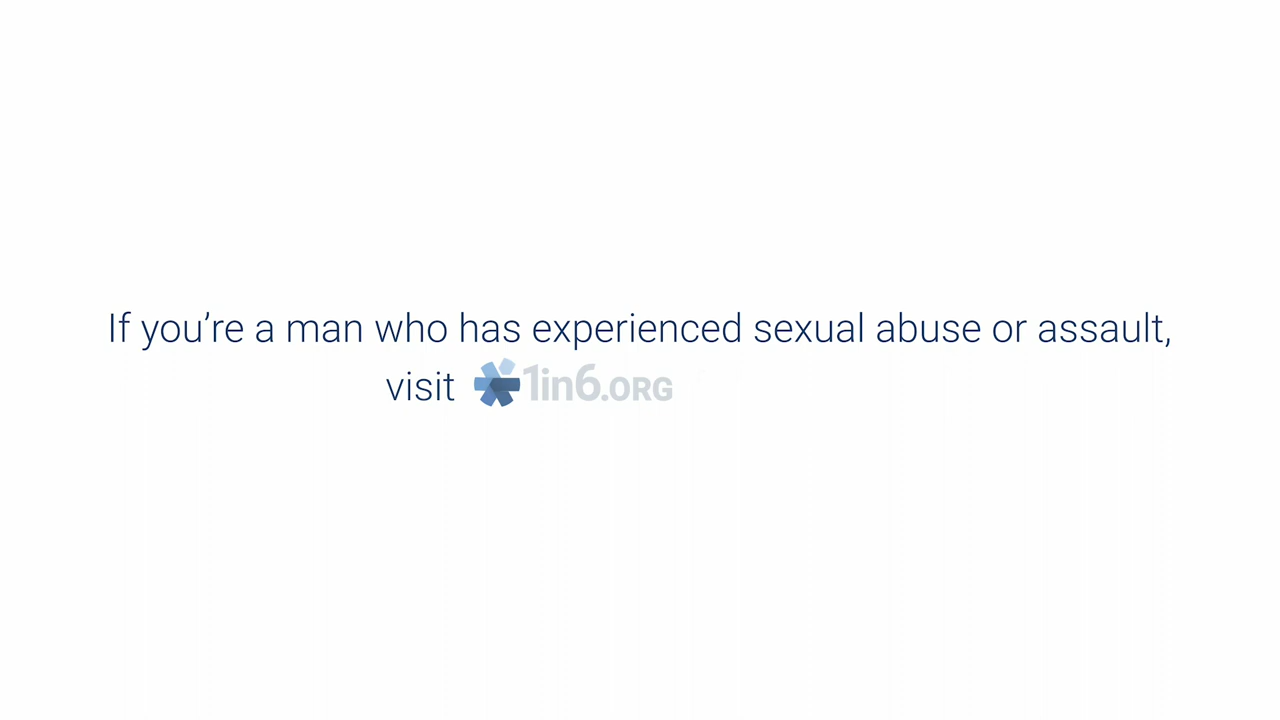 If you’re a man who has experienced sexual abuse or assault,
visit 1in6.ORG